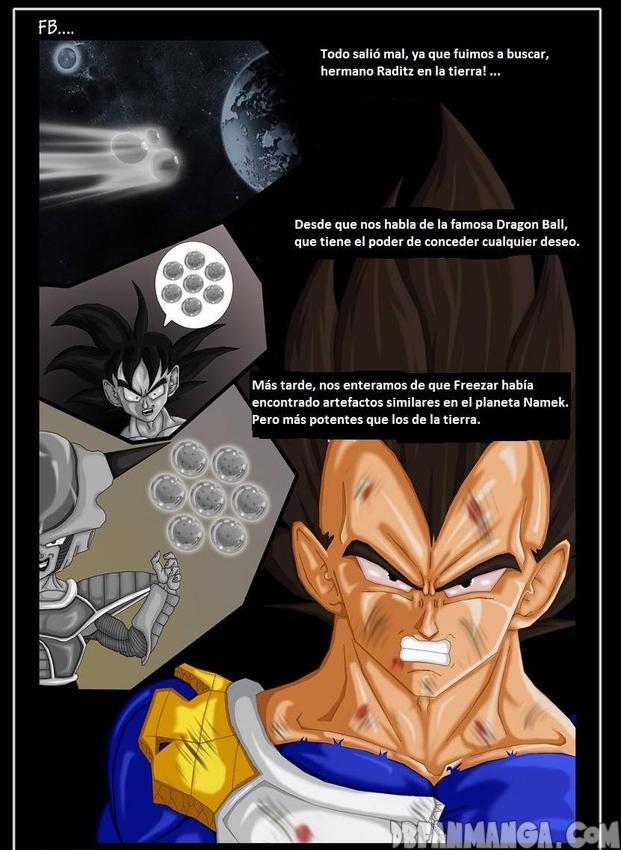 FB....
Todo salió mal, ya que fuimos a buscar,
hermano Raditz en la tierra! ...
Desde que nos habla de la famosa Dragon Ball,
que tiene el poder de conceder cualquier deseo.
Más tarde, nos enteramos de que Freezar había
encontrado artefactos similares en el planeta Namek.
Pero más potentes que los de la tierra.
DREANMANGA.COM